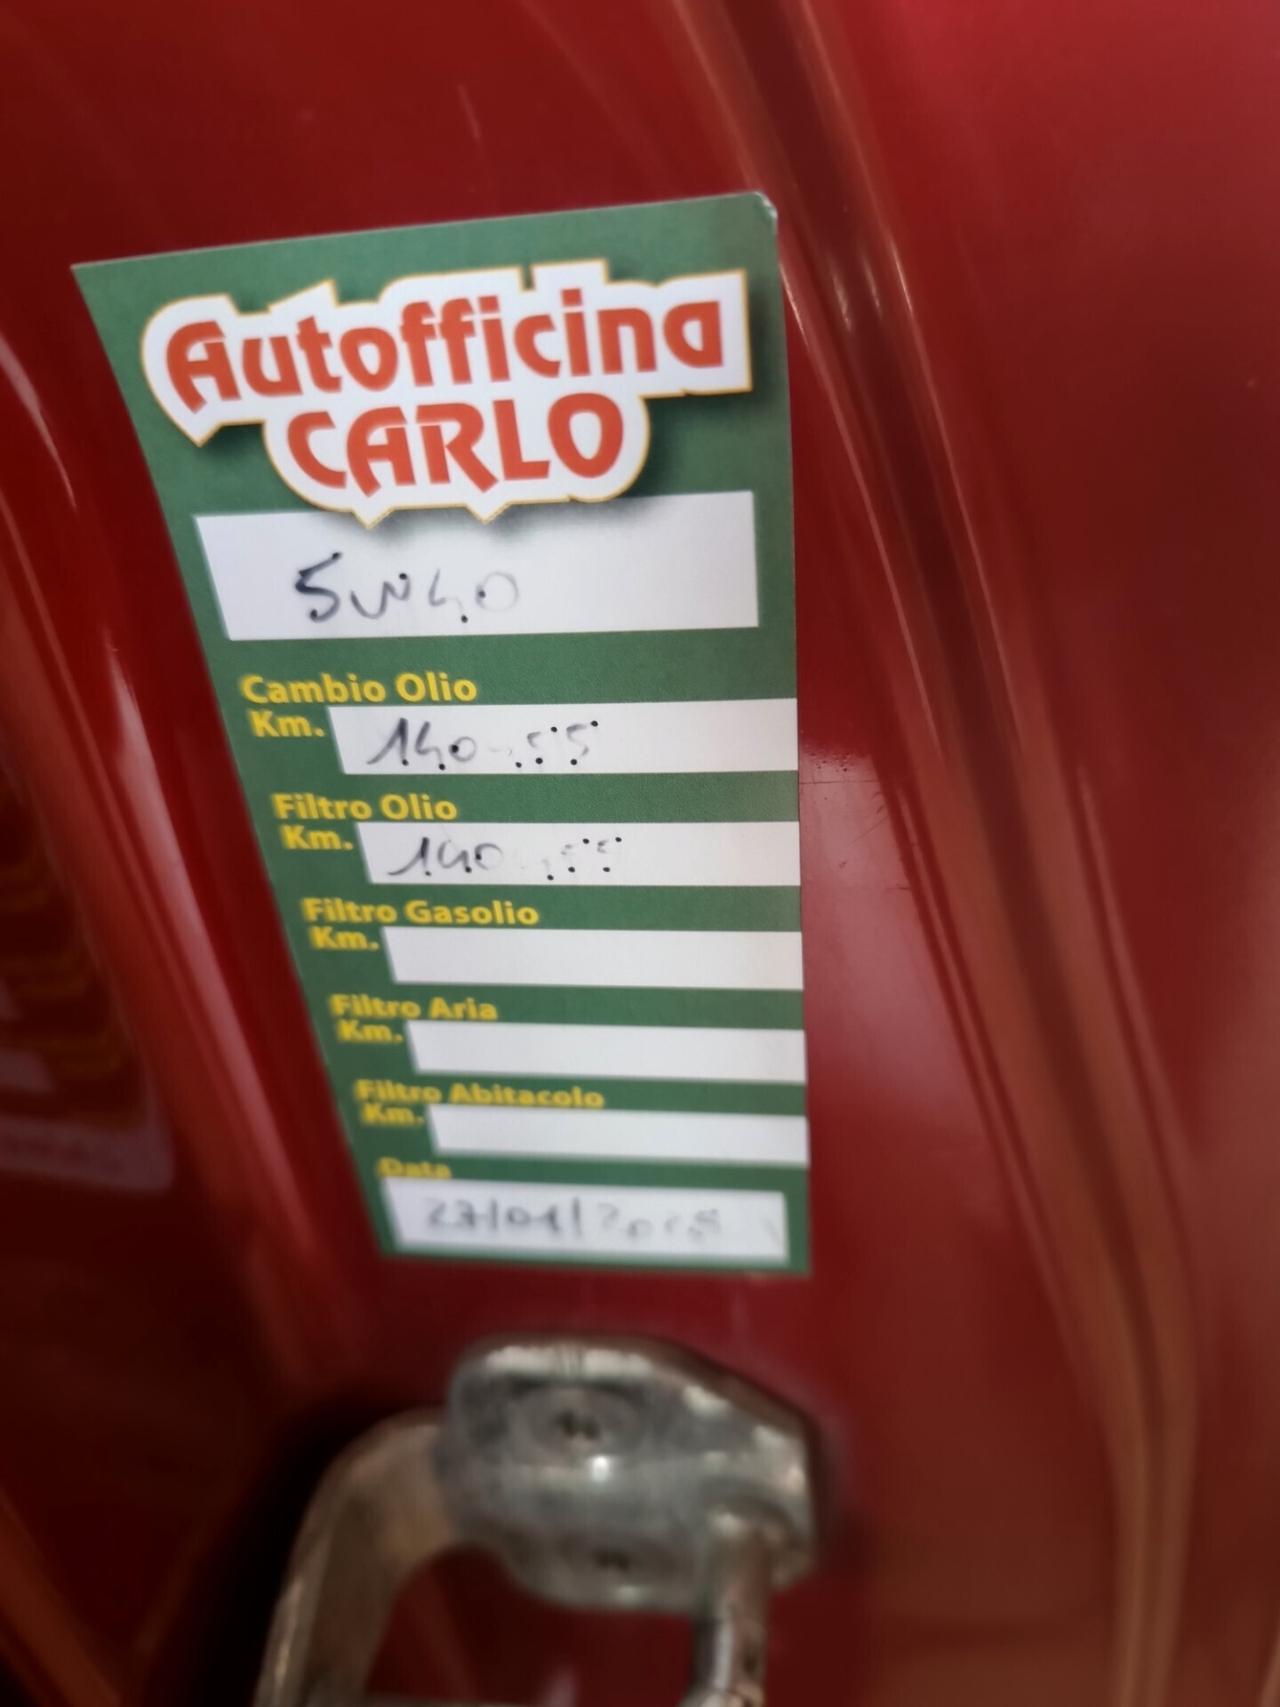 Autofficina
CARLO
5W40
Cambio Olio
Km.
Filtro Olio
Km.
Filtro Gasolio
Km.
Filtro Aria
Km.
Filtro Abitacolo
Km.
Data